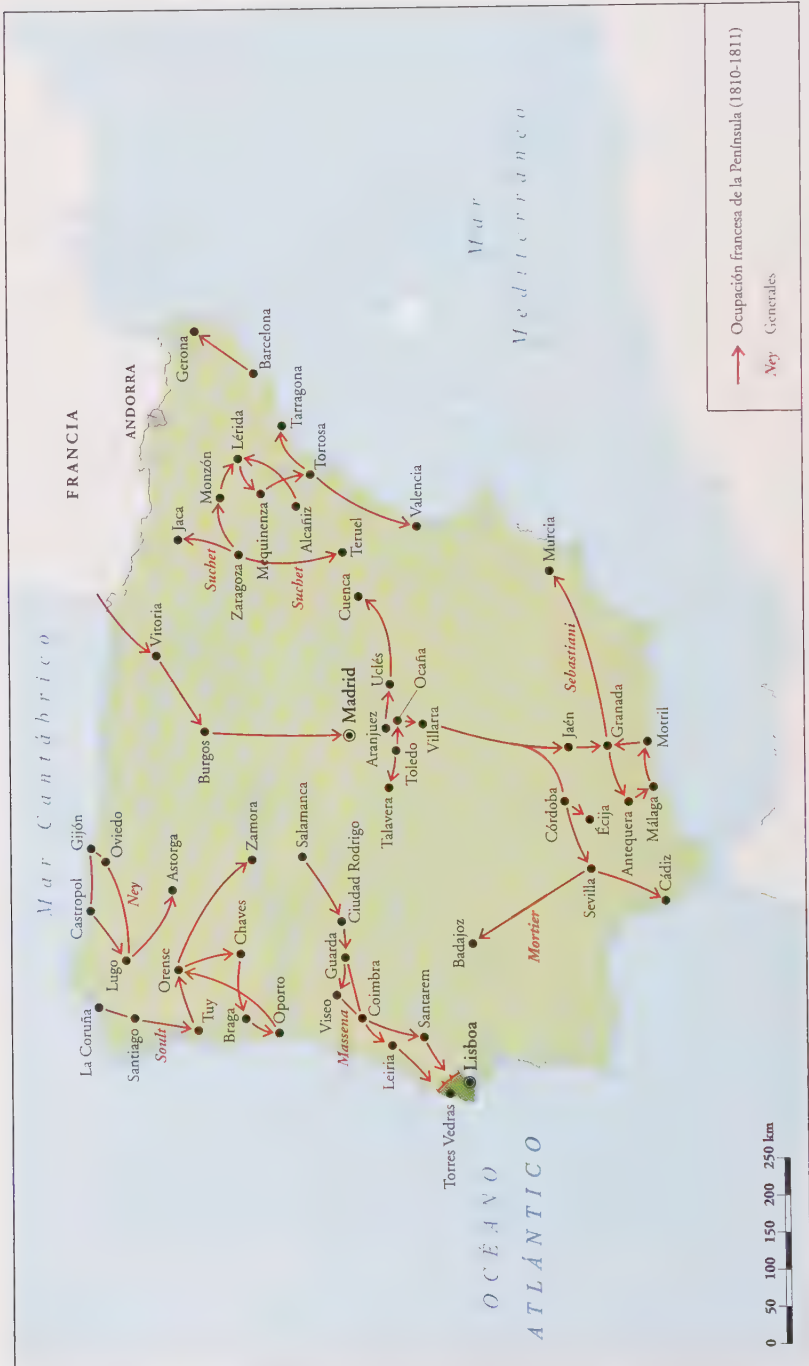 Mar Cantábrico
FRANCIA
ANDORRA
La Coruña
Santiago
Soult
Tuy
Castropol
Gijón
Oviedo
Ney
Lugo
Astorga
Orense
Zamora
Chaves
Braga
Oporto
Vitoria
Burgos
Madrid
Salamanca
Ciudad Rodrigo
Guarda
Viseo
Massena
Coimbra
Leiria
Santarem
Torres Vedras
Lisboa
Jaca
Suchet
Monzón
Lérida
Zaragoza
Mequinenza
Alcañiz
Suchet
Teruel
Gerona
Barcelona
Tarragona
Tortosa
Valencia
Cuenca
Uclés
Aranjuez
Ocaña
Toledo
Talavera
Villarta
Badajoz
Mortier
Sevilla
Córdoba
Écija
Cádiz
Jaén
Granada
Antequera
Málaga
Motril
Sebastiani
Murcia
OCÉANO
ATLÁNTICO
Mar
Mediterraneo
0 50 100 150 200 250 km
Ocupación francesa de la Península (1810-1811)
Ney Generales